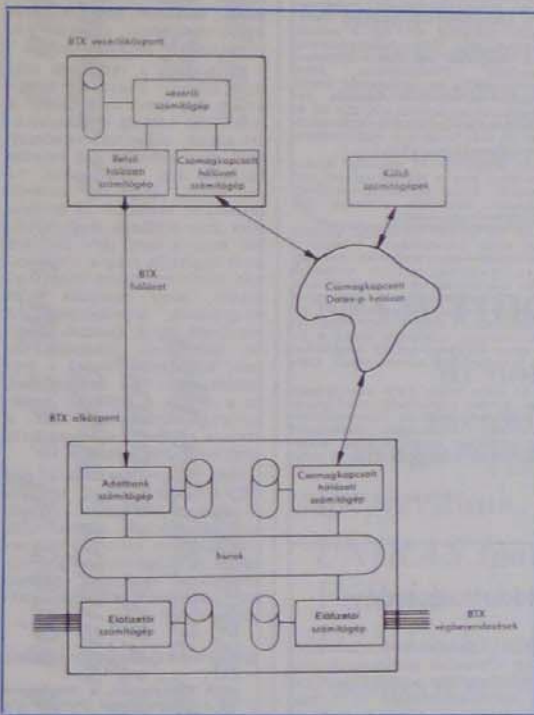 BTX vezérlőközpont
vezérlő
számítógép
Belső
hálózati
számítógép
Csomagkapcsolt
hálózati
számítógép
Külső
számítógépek
BTX
hálózat
Csomagkapcsolt
Datex-p hálózat
BTX alközpont
Adatbank
számítógép
Csomagkapcsolt
hálózati
számítógép
Előfizetői
számítógép
Előfizetői
számítógép
BTX
végberendezések